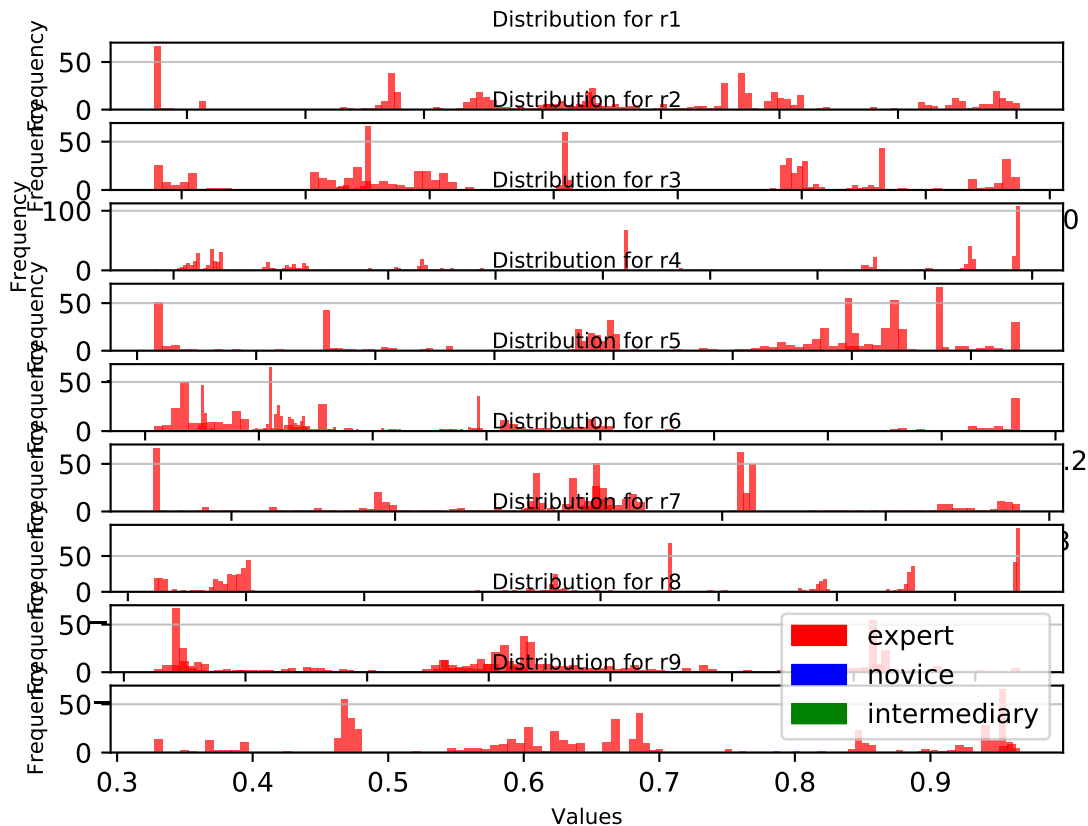 Distribution for r1
Frequency
50
0
Distribution for r2
Frequency
50
0
Distribution for r3
Frequency
100
0
0
Distribution for r4
Frequency
50
0
Distribution for r5
Frequency
50
0
Distribution for r6
Frequency
50
0
.2
Distribution for r7
Frequency
50
0
3
Distribution for r8
Frequency
50
0
expert
novice
intermediary
Distribution for r9
Frequency
50
0
0.3 0.4 0.5 0.6 0.7 0.8 0.9
Values